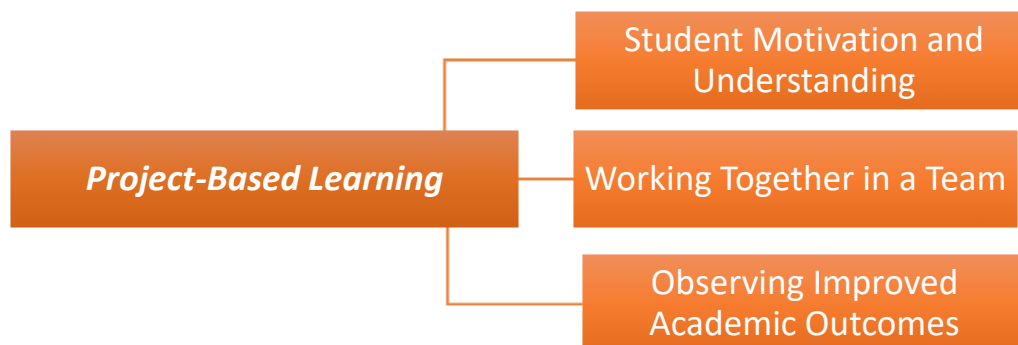 Student Motivation and
Understanding
Project-Based Learning
Working Together in a Team
Observing Improved
Academic Outcomes